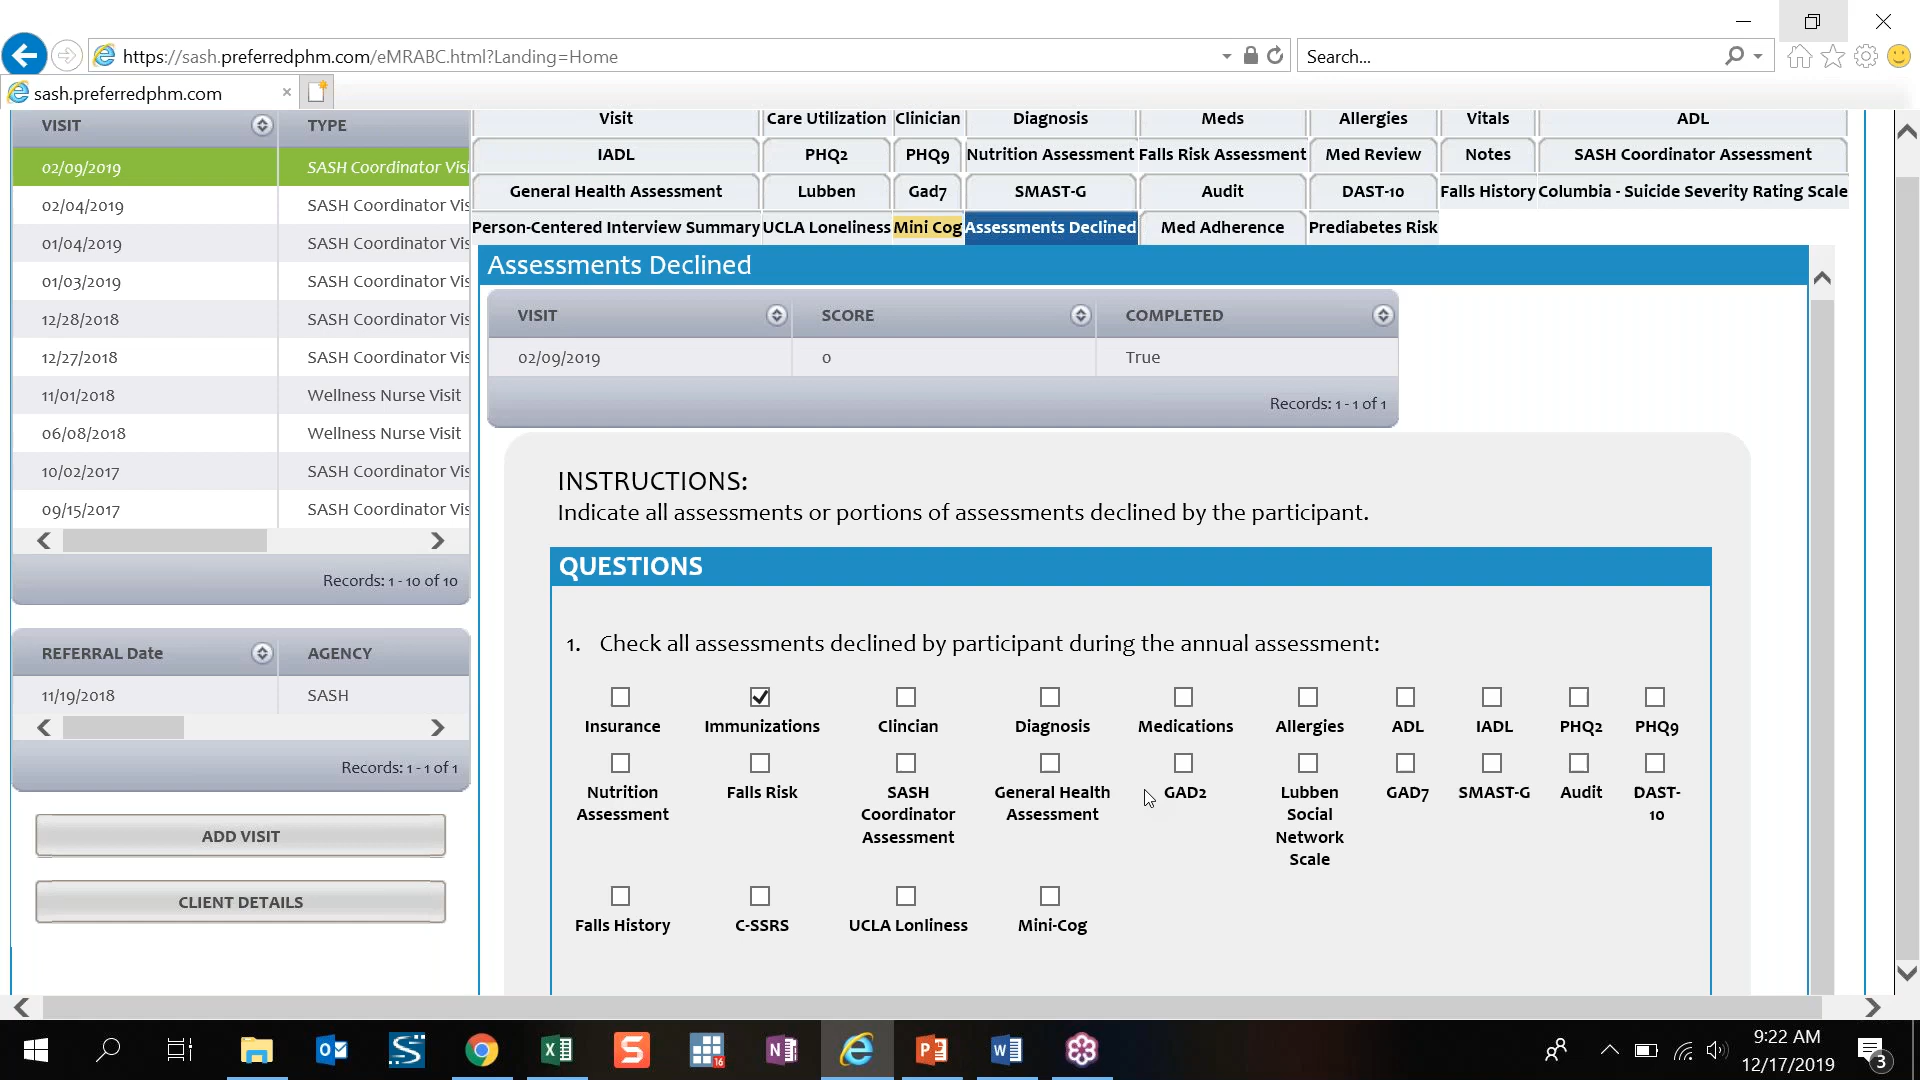 https://sash.preferredphm.com/eMRABC.html?Landing=Home
Search...
sash.preferredphm.com
VISIT TYPE
02/09/2019 SASH Coordinator Visi
02/04/2019 SASH Coordinator Vis
01/04/2019 SASH Coordinator Vis
01/03/2019 SASH Coordinator Vis
12/28/2018 SASH Coordinator Vis
12/27/2018 SASH Coordinator Vis
11/01/2018 Wellness Nurse Visit
06/08/2018 Wellness Nurse Visit
10/02/2017 SASH Coordinator Vis
09/15/2017 SASH Coordinator Vis
Records: 1 - 10 of 10
REFERRAL Date AGENCY
11/19/2018 SASH
Records: 1 - 1 of 1
ADD VISIT
CLIENT DETAILS
Visit Care Utilization Clinician Diagnosis Meds Allergies Vitals ADL
IADL PHQ2 PHQ9 Nutrition Assessment Falls Risk Assessment Med Review Notes SASH Coordinator Assessment
General Health Assessment Lubben Gad7 SMAST-G Audit DAST-10 Falls History Columbia - Suicide Severity Rating Scale
Person-Centered Interview Summary UCLA Loneliness Mini Cog Assessments Declined Med Adherence Prediabetes Risk
Assessments Declined
VISIT SCORE COMPLETED
02/09/2019 0 True
Records: 1 - 1 of 1
INSTRUCTIONS:
Indicate all assessments or portions of assessments declined by the participant.
QUESTIONS
1. Check all assessments declined by participant during the annual assessment:
Insurance Immunizations Clincian Diagnosis Medications Allergies ADL IADL PHQ2 PHQ9
Nutrition Assessment Falls Risk SASH Coordinator Assessment General Health Assessment GAD2 Lubben Social Network Scale GAD7 SMAST-G Audit DAST-10
Falls History C-SSRS UCLA Lonliness Mini-Cog
9:22 AM
12/17/2019
3
16